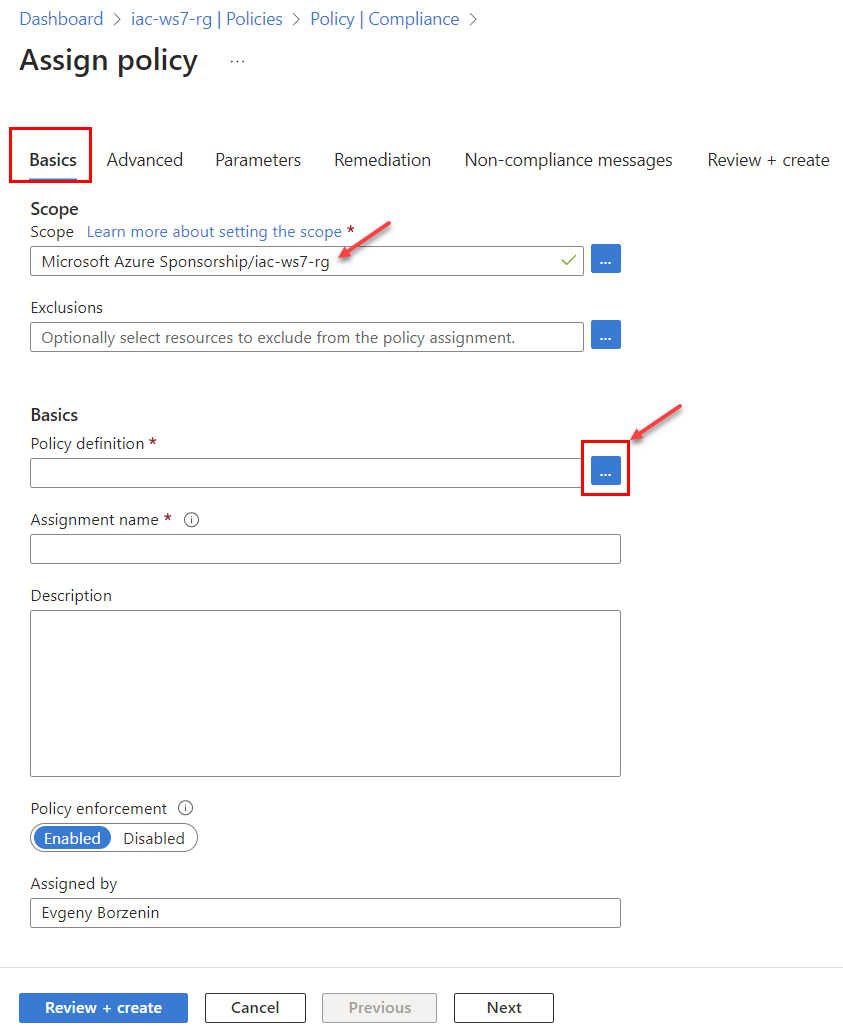 Dashboard > iac-ws7-rg | Policies > Policy | Compliance >
Assign policy ...
Basics Advanced Parameters Remediation Non-compliance messages Review + create
Scope
Scope Learn more about setting the scope *
Microsoft Azure Sponsorship/iac-ws7-rg
...
Exclusions
Optionally select resources to exclude from the policy assignment.
...
Basics
Policy definition *
...
Assignment name *
Description
Policy enforcement
Enabled Disabled
Assigned by
Evgeny Borzenin
Review + create Cancel Previous Next